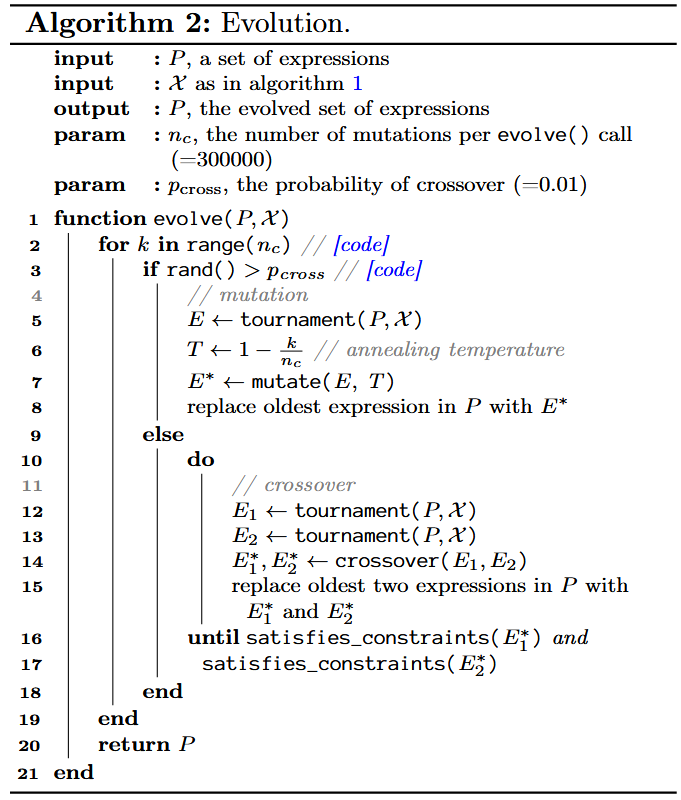 Algorithm 2: Evolution.
input : P, a set of expressions
input : 𝒳 as in algorithm 1
output : P, the evolved set of expressions
param : n_c, the number of mutations per evolve() call
(=300000)
param : p_cross, the probability of crossover (=0.01)
1 function evolve(P, 𝒳)
2 for k in range(n_c) // [code]
3 if rand() > p_cross // [code]
4 // mutation
5 E ← tournament(P, 𝒳)
6 T ← 1 − k/n_c // annealing temperature
7 E* ← mutate(E, T)
8 replace oldest expression in P with E*
9 else
10 do
11 // crossover
12 E_1 ← tournament(P, 𝒳)
13 E_2 ← tournament(P, 𝒳)
14 E_1*, E_2* ← crossover(E_1, E_2)
15 replace oldest two expressions in P with
E_1* and E_2*
16 until satisfies_constraints(E_1*) and
17 satisfies_constraints(E_2*)
18 end
19 end
20 return P
21 end